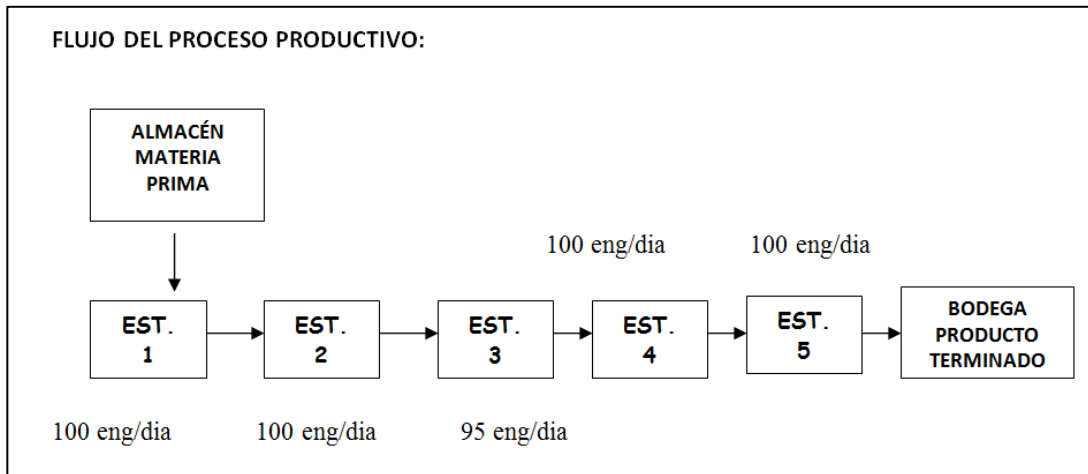 FLUJO DEL PROCESO PRODUCTIVO:
ALMACÉN
MATERIA
PRIMA
100 eng/dia
100 eng/dia
EST.
1
EST.
2
EST.
3
EST.
4
EST.
5
BODEGA
PRODUCTO
TERMINADO
100 eng/dia
100 eng/dia
95 eng/dia